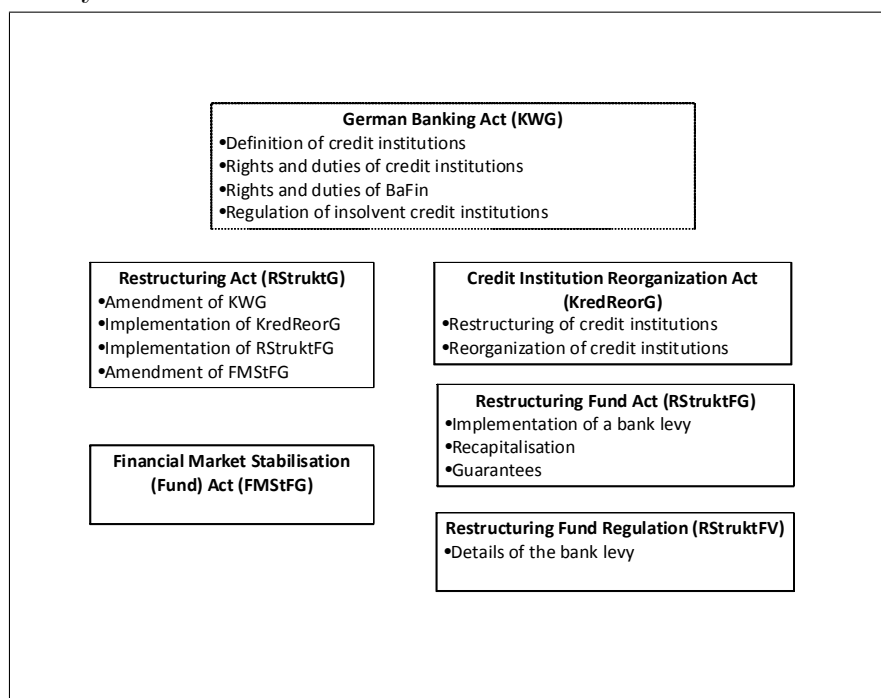 German Banking Act (KWG)
•Definition of credit institutions
•Rights and duties of credit institutions
•Rights and duties of BaFin
•Regulation of insolvent credit institutions
Restructuring Act (RStruktG)
•Amendment of KWG
•Implementation of KredReorG
•Implementation of RStruktFG
•Amendment of FMStFG
Credit Institution Reorganization Act
(KredReorG)
•Restructuring of credit institutions
•Reorganization of credit institutions
Restructuring Fund Act (RStruktFG)
•Implementation of a bank levy
•Recapitalisation
•Guarantees
Financial Market Stabilisation
(Fund) Act (FMStFG)
Restructuring Fund Regulation (RStruktFV)
•Details of the bank levy